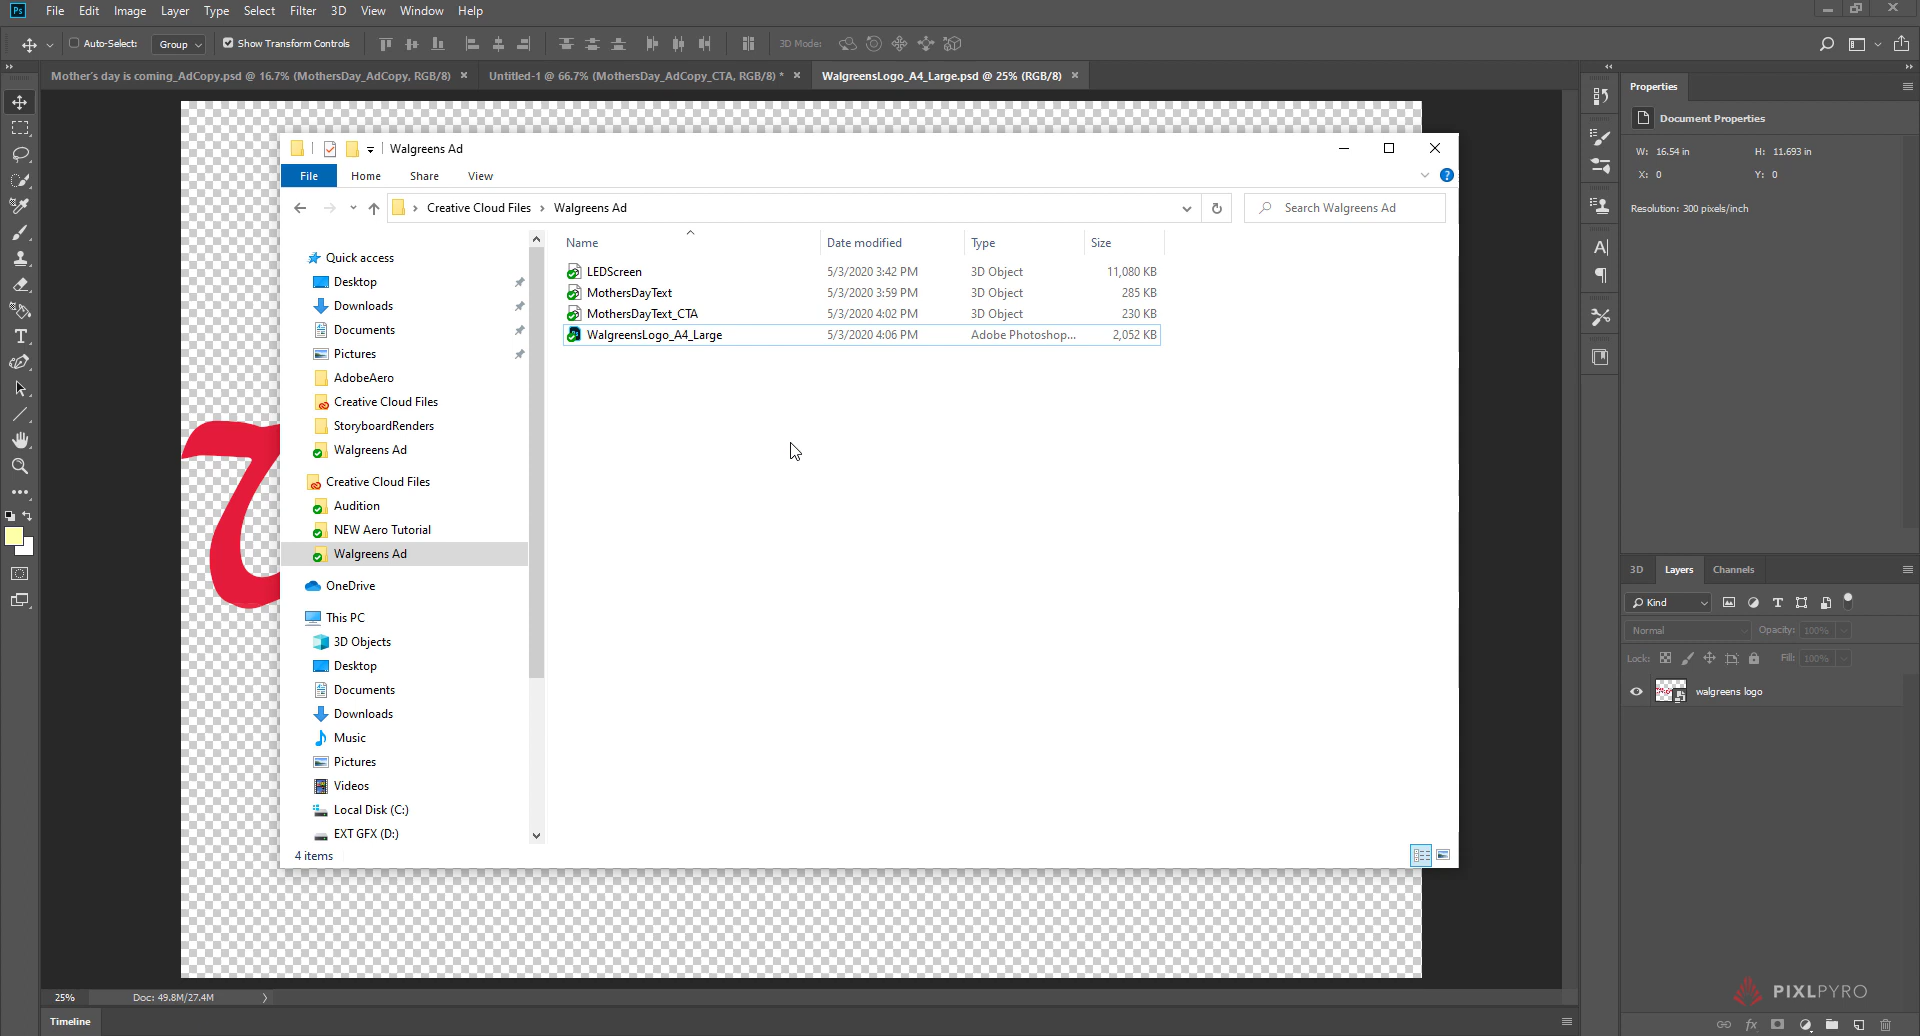 Ps File Edit Image Layer Type Select Filter 3D View Window Help
Auto-Select: Group Show Transform Controls 3D Mode:
Mother's day is coming_AdCopy.psd @ 16.7% (MothersDay_AdCopy, RGB/8) × Untitled-1 @ 66.7% (MothersDay_AdCopy_CTA, RGB/8) * × WalgreensLogo_A4_Large.psd @ 25% (RGB/8) ×
Properties
Document Properties
W: 16.54 in H: 11.693 in
X: 0 Y: 0
Resolution: 300 pixels/inch
Walgreens Ad
File Home Share View
Creative Cloud Files > Walgreens Ad
Search Walgreens Ad
Name Date modified Type Size
LEDScreen 5/3/2020 3:42 PM 3D Object 11,080 KB
MothersDayText 5/3/2020 3:59 PM 3D Object 285 KB
MothersDayText_CTA 5/3/2020 4:02 PM 3D Object 230 KB
WalgreensLogo_A4_Large 5/3/2020 4:06 PM Adobe Photoshop... 2,052 KB
Quick access
Desktop
Downloads
Documents
Pictures
AdobeAero
Creative Cloud Files
StoryboardRenders
Walgreens Ad
Creative Cloud Files
Audition
NEW Aero Tutorial
Walgreens Ad
OneDrive
This PC
3D Objects
Desktop
Documents
Downloads
Music
Pictures
Videos
Local Disk (C:)
EXT GFX (D:)
4 items
3D Layers Channels
Kind
Normal Opacity: 100%
Lock: Fill: 100%
walgreens logo
25% Doc: 49.8M/27.4M
Timeline
PIXLPYRO
fx